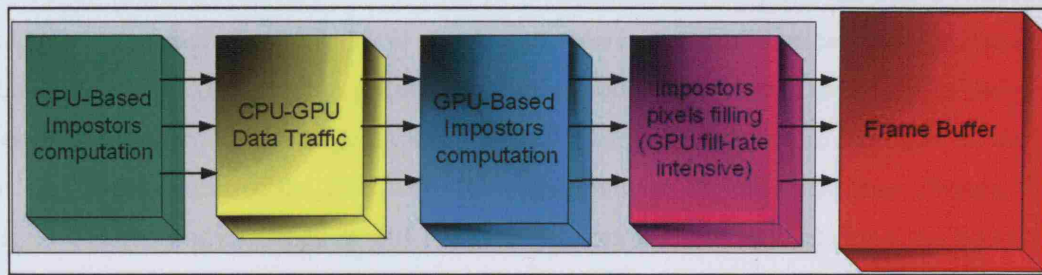 CPU-Based
Impostors
computation
CPU-GPU
Data Traffic
GPU-Based
Impostors
computation
Impostors
pixels filling
(GPU fill-rate
intensive)
Frame Buffer